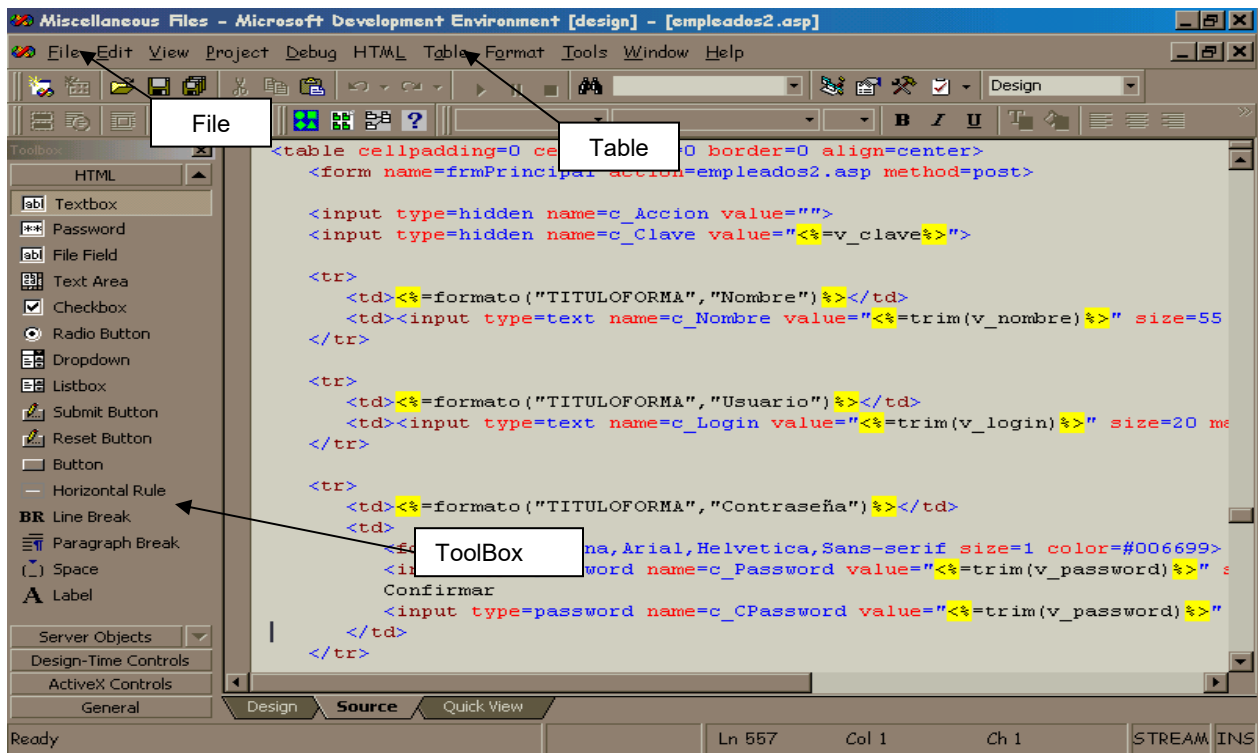 Miscellaneous Files - Microsoft Development Environment [design] - [empleados2.asp]
File Edit View Project Debug HTML Table Format Tools Window Help
Design
File
B I U
Table
Toolbox
HTML
Textbox
Password
File Field
Text Area
Checkbox
Radio Button
Dropdown
Listbox
Submit Button
Reset Button
Button
Horizontal Rule
BR Line Break
Paragraph Break
Space
A Label
Server Objects
Design-Time Controls
ActiveX Controls
General
<table cellpadding=0 ce =0 border=0 align=center>
<form name=frmPrincipal action=empleados2.asp method=post>
<input type=hidden name=c_Accion value="">
<input type=hidden name=c_Clave value="<%=v_clave%>">
<tr>
<td><%=formato("TITULOFORMA","Nombre")%></td>
<td><input type=text name=c_Nombre value="<%=trim(v_nombre)%>" size=55
</tr>
<tr>
<td><%=formato("TITULOFORMA","Usuario")%></td>
<td><input type=text name=c_Login value="<%=trim(v_login)%>" size=20 ma
</tr>
<tr>
<td><%=formato("TITULOFORMA","Contraseña")%></td>
<td>
<fo na,Arial,Helvetica,Sans-serif size=1 color=#006699>
ToolBox
<in word name=c_Password value="<%=trim(v_password)%>" s
Confirmar
<input type=password name=c_CPassword value="<%=trim(v_password)%>"
</td>
</tr>
Design Source Quick View
Ready
Ln 557 Col 1 Ch 1 STREAM INS